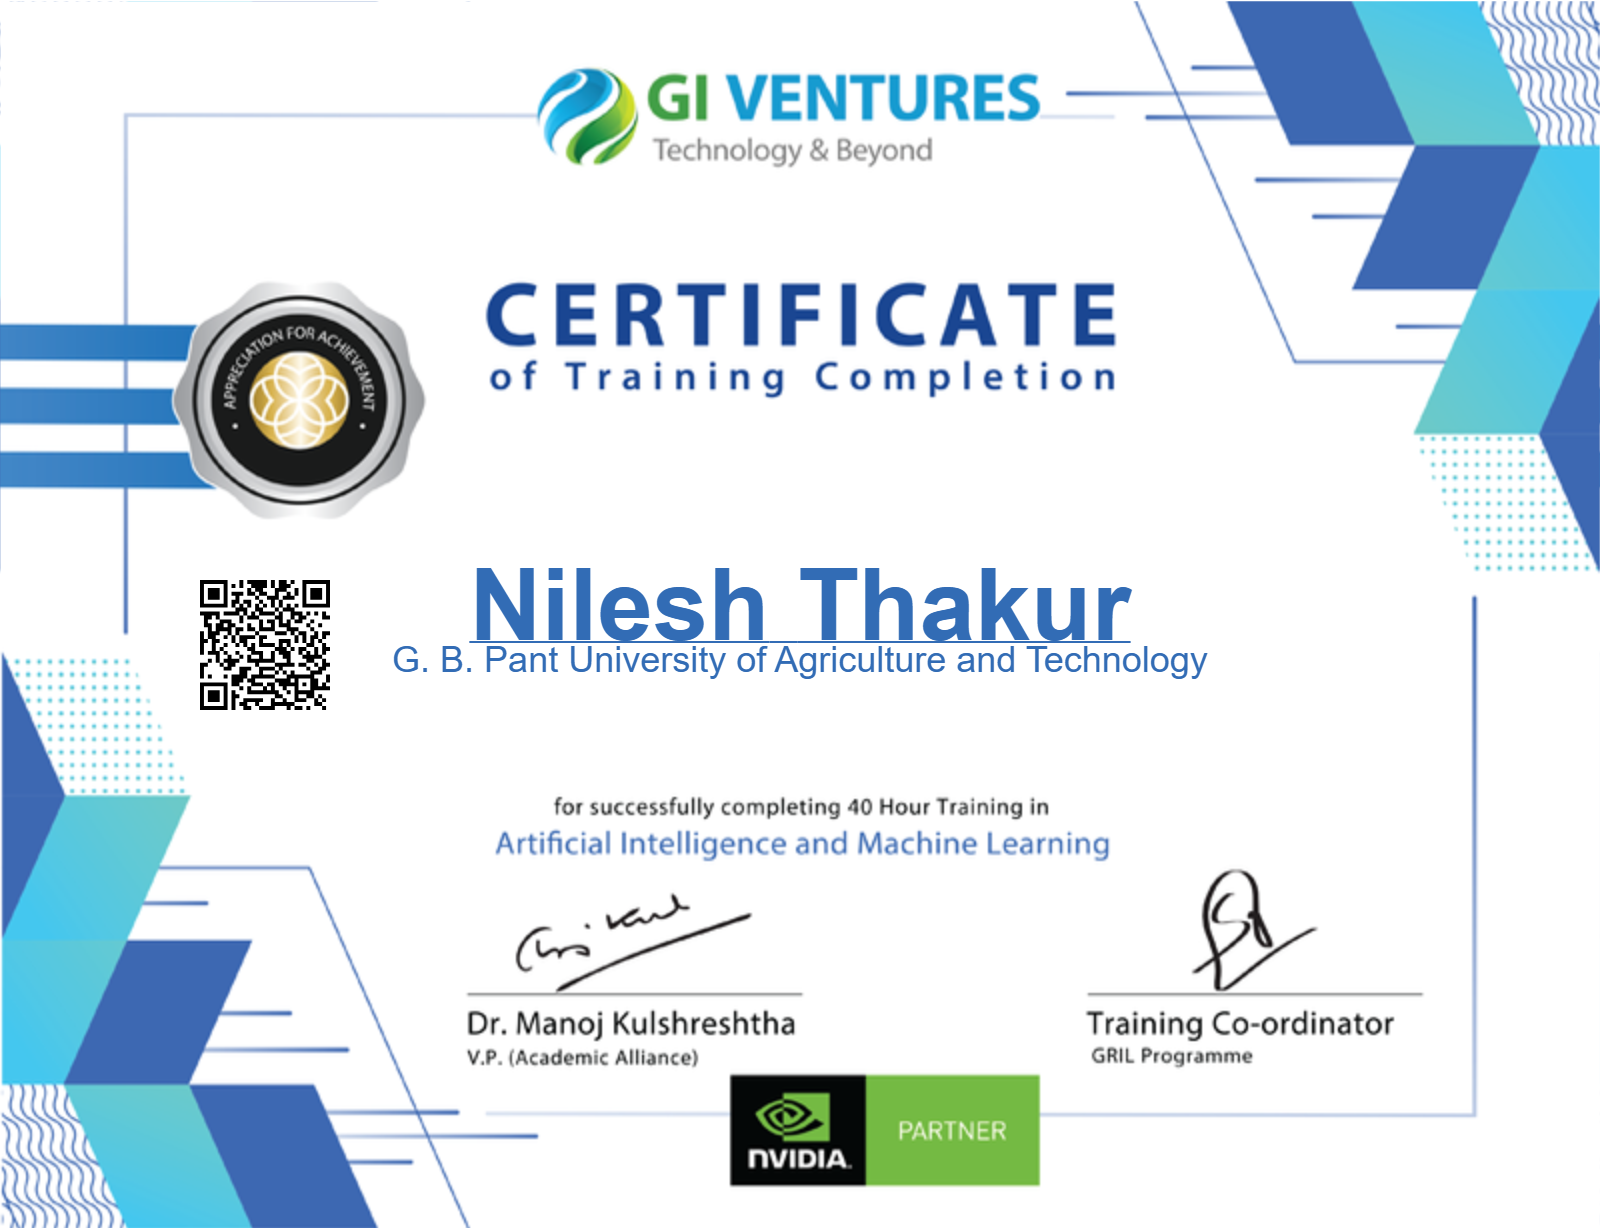 GI VENTURES
Technology & Beyond
CERTIFICATE
of Training Completion
APPRECIATION FOR ACHIEVEMENT
Nilesh Thakur
G. B. Pant University of Agriculture and Technology
for successfully completing 40 Hour Training in
Artificial Intelligence and Machine Learning
Dr. Manoj Kulshreshtha
V.P. (Academic Alliance)
Training Co-ordinator
GRIL Programme
NVIDIA.
PARTNER